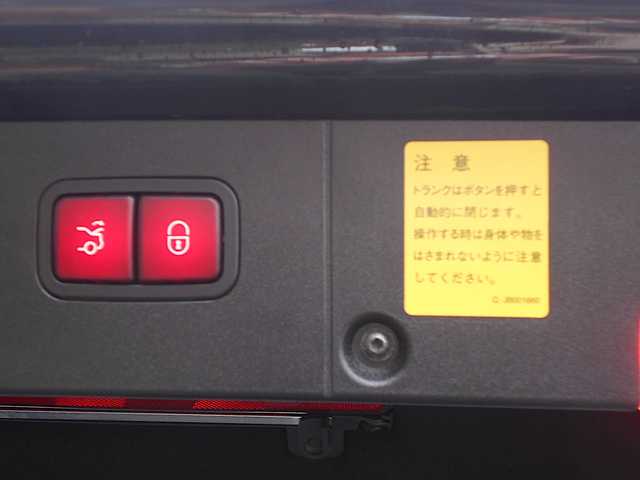 注 意
トランクはボタンを押すと
自動的に閉じます。
操作する時は身体や物を
はさまれないように注意
してください。